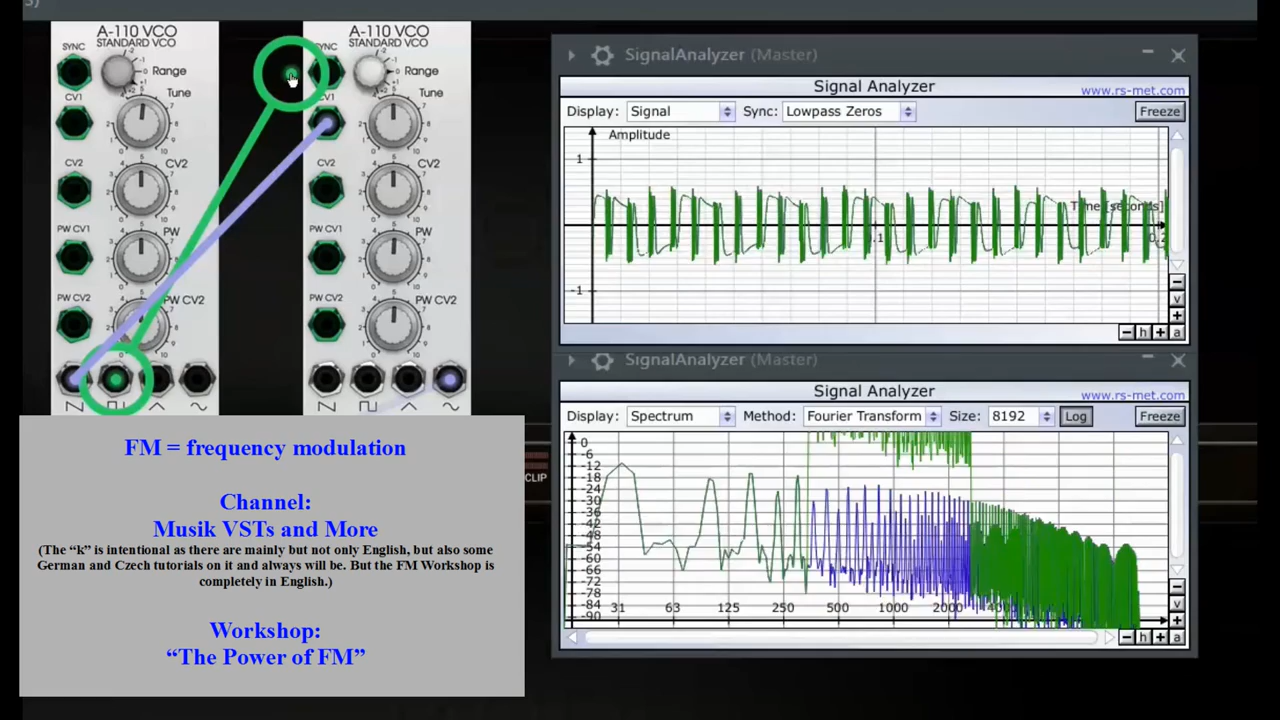 S)
A-110 VCO
STANDARD VCO
SYNC
Range
CV1
Tune
CV2
CV2
PW CV1
PW
PW CV2
PW CV2
A-110 VCO
STANDARD VCO
SYNC
Range
CV1
Tune
CV2
CV2
PW CV1
PW
PW CV2
PW CV2
SignalAnalyzer (Master)
Signal Analyzer
www.rs-met.com
Display: Signal Sync: Lowpass Zeros Freeze
Amplitude
1
Time [seconds]
0.1 0.2
-1
v
− h + a
SignalAnalyzer (Master)
Signal Analyzer
www.rs-met.com
Display: Spectrum Method: Fourier Transform Size: 8192 Log Freeze
0
-6
-12
-18
-24
-30
-36
-42
-48
-54
-60
-66
-72
-78
-84
-90
31 63 125 250 500 1000 2000
v
− h + a
CLIP
FM = frequency modulation
Channel:
Musik VSTs and More
(The “k” is intentional as there are mainly but not only English, but also some
German and Czech tutorials on it and always will be. But the FM Workshop is
completely in English.)
Workshop:
“The Power of FM”